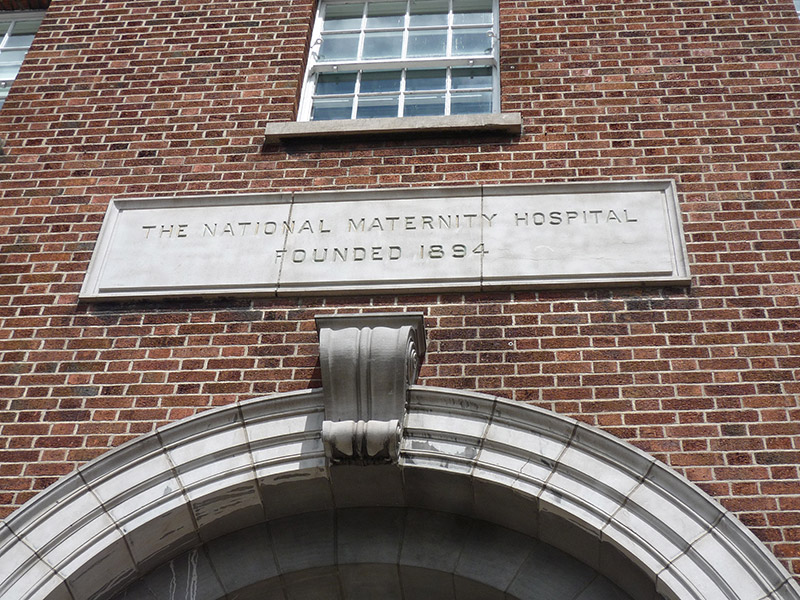 THE NATIONAL MATERNITY HOSPITAL
FOUNDED 1894